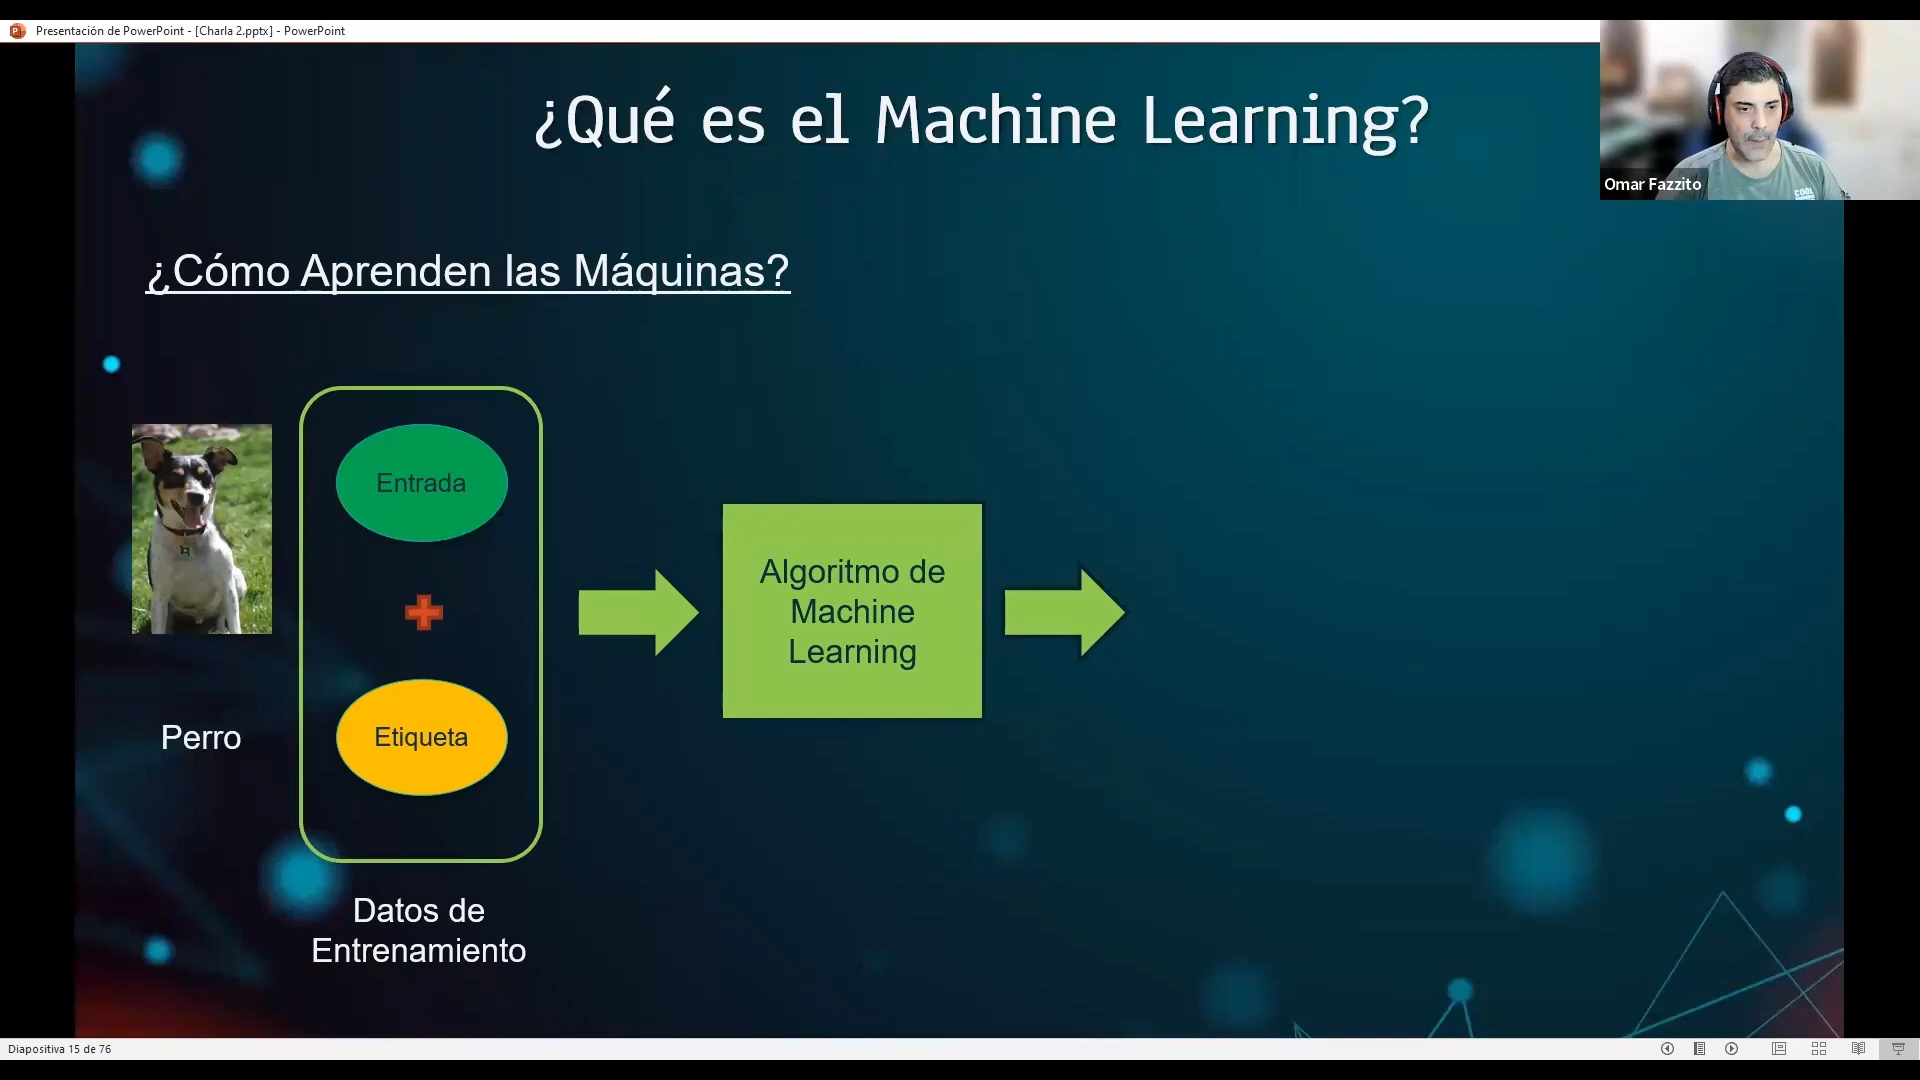 Presentación de PowerPoint - [Charla 2.pptx] - PowerPoint
¿Qué es el Machine Learning?
Omar Fazzito
COOL
¿Cómo Aprenden las Máquinas?
Entrada
Algoritmo de
Machine
Learning
Perro
Etiqueta
Datos de
Entrenamiento
Diapositiva 15 de 76